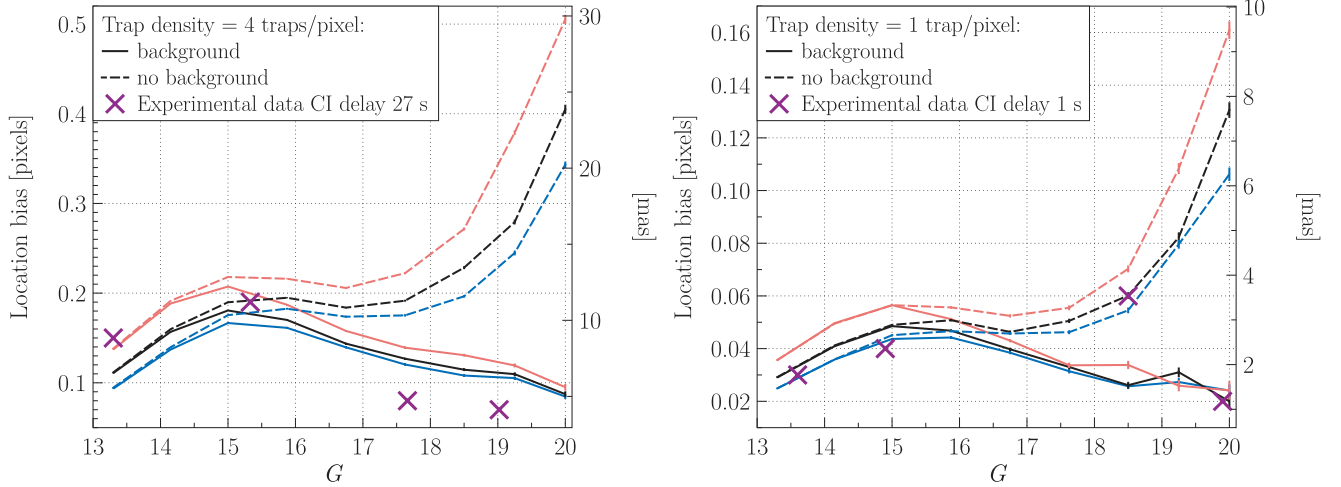 Trap density = 4 traps/pixel:
background
no background
Experimental data CI delay 27 s
Location bias [pixels]
0.5
0.4
0.3
0.2
0.1
30
20
10
[mas]
13 14 15 16 17 18 19 20
G
Trap density = 1 trap/pixel:
background
no background
Experimental data CI delay 1 s
Location bias [pixels]
0.16
0.14
0.12
0.10
0.08
0.06
0.04
0.02
10
8
6
4
2
[mas]
13 14 15 16 17 18 19 20
G